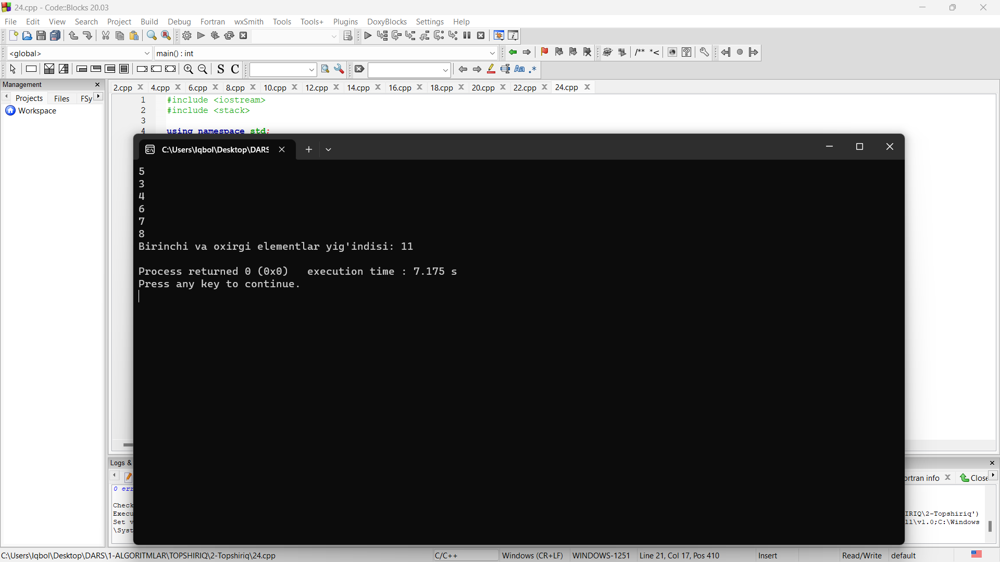 24.cpp - Code::Blocks 20.03
File Edit View Search Project Build Debug Fortran wxSmith Tools Tools+ Plugins DoxyBlocks Settings Help
<global> main() : int
/** *<
S C Aa .*
Management
2.cpp 4.cpp 6.cpp 8.cpp 10.cpp 12.cpp 14.cpp 16.cpp 18.cpp 20.cpp 22.cpp 24.cpp
Projects Files FSy
Workspace
1 #include <iostream>
2 #include <stack>
3
4 using namespace std;
C:\Users\Iqbol\Desktop\DARS
5
3
4
6
7
8
Birinchi va oxirgi elementlar yig'indisi: 11
Process returned 0 (0x0) execution time : 7.175 s
Press any key to continue.
Logs &
ortran info Close
0 err
Check
Execu IRIQ\2-Topshiriq')
Set v ll\v1.0;C:\Windows
\Syst
C:\Users\Iqbol\Desktop\DARS\1-ALGORITMLAR\TOPSHIRIQ\2-Topshiriq\24.cpp C/C++ Windows (CR+LF) WINDOWS-1251 Line 21, Col 17, Pos 410 Insert Read/Write default